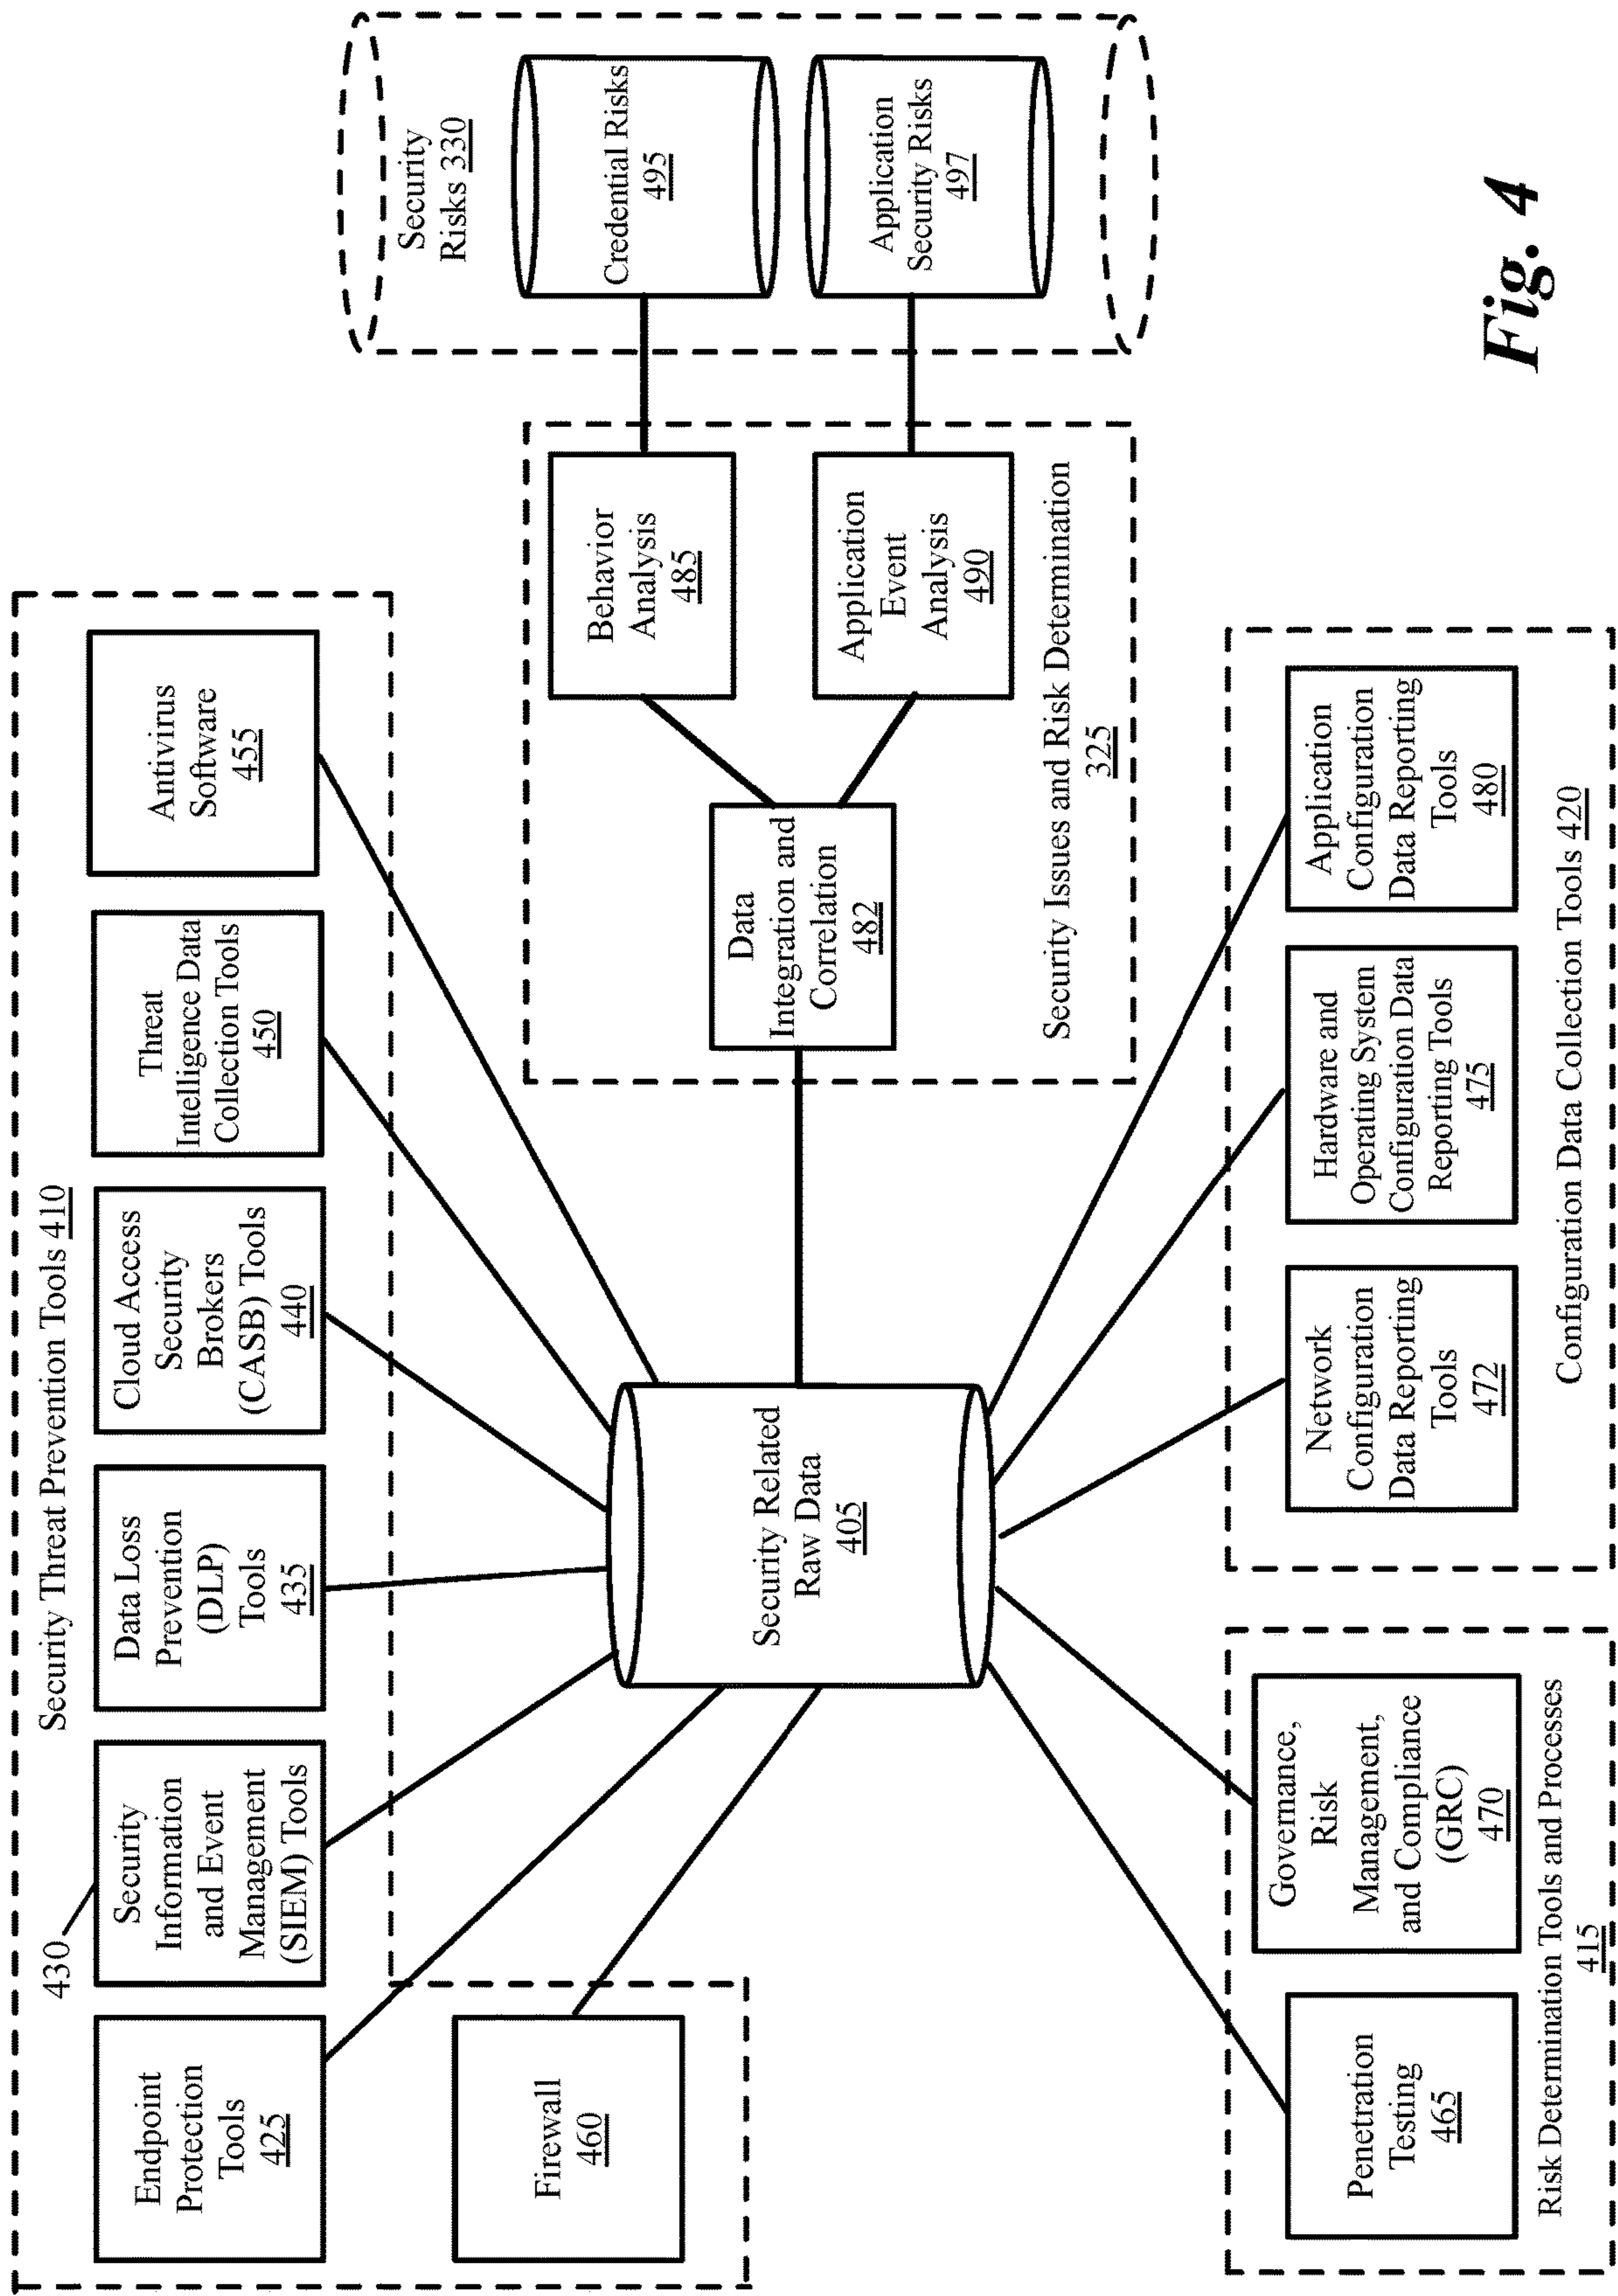 Security Threat Prevention Tools 410
430
Endpoint
Protection
Tools
425
Security
Information
and Event
Management
(SIEM) Tools
Data Loss
Prevention
(DLP)
Tools
435
Cloud Access
Security
Brokers
(CASB) Tools
440
Threat
Intelligence Data
Collection Tools
450
Antivirus
Software
455
Firewall
460
Security Related
Raw Data
405
Data
Integration and
Correlation
482
Behavior
Analysis
485
Application
Event
Analysis
490
Security Issues and Risk Determination
325
Security
Risks 330
Credential Risks
495
Application
Security Risks
497
Penetration
Testing
465
Governance,
Risk
Management,
and Compliance
(GRC)
470
Risk Determination Tools and Processes
415
Network
Configuration
Data Reporting
Tools
472
Hardware and
Operating System
Configuration Data
Reporting Tools
475
Application
Configuration
Data Reporting
Tools
480
Configuration Data Collection Tools 420
Fig. 4